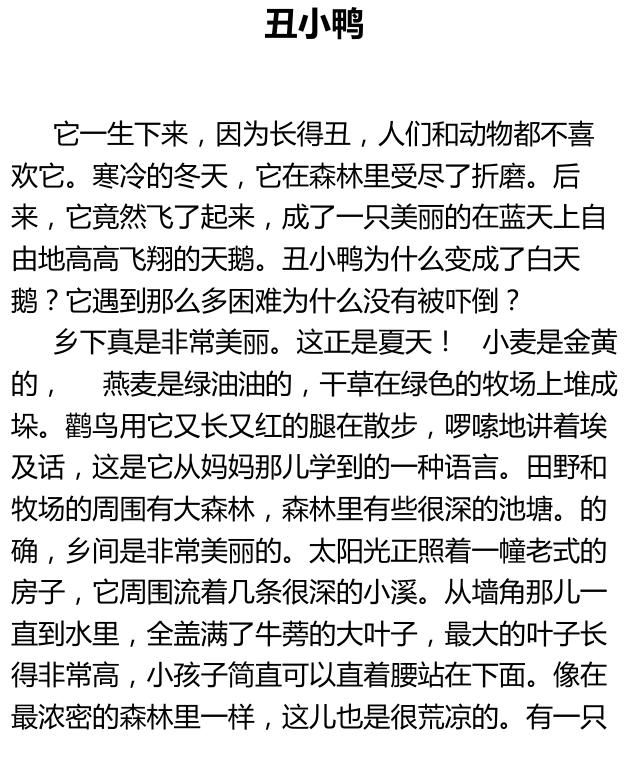 丑小鸭
它一生下来，因为长得丑，人们和动物都不喜
欢它。寒冷的冬天，它在森林里受尽了折磨。后
来，它竟然飞了起来，成了一只美丽的在蓝天上自
由地高高飞翔的天鹅。丑小鸭为什么变成了白天
鹅？它遇到那么多困难为什么没有被吓倒？
乡下真是非常美丽。这正是夏天！ 小麦是金黄
的， 燕麦是绿油油的，干草在绿色的牧场上堆成
垛。鹳鸟用它又长又红的腿在散步，啰嗦地讲着埃
及话，这是它从妈妈那儿学到的一种语言。田野和
牧场的周围有大森林，森林里有些很深的池塘。的
确，乡间是非常美丽的。太阳光正照着一幢老式的
房子，它周围流着几条很深的小溪。从墙角那儿一
直到水里，全盖满了牛蒡的大叶子，最大的叶子长
得非常高，小孩子简直可以直着腰站在下面。像在
最浓密的森林里一样，这儿也是很荒凉的。有一只